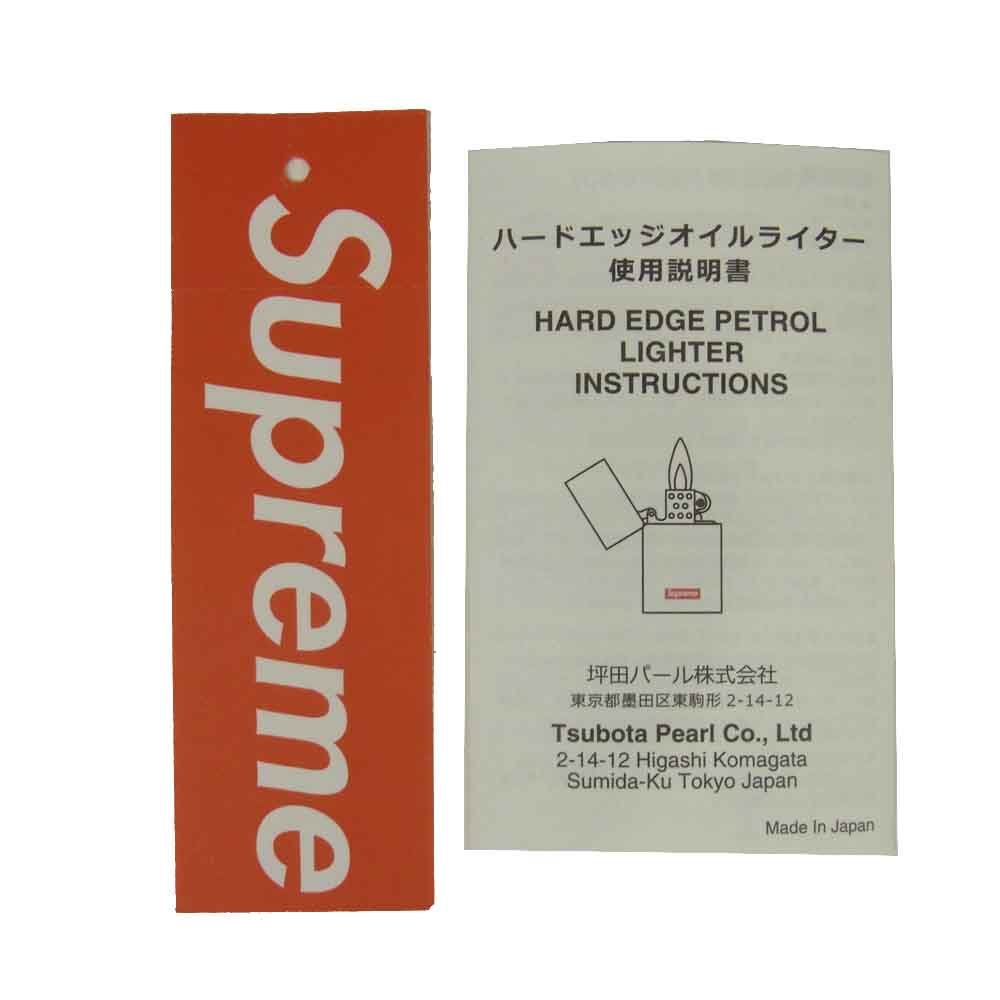 Supreme
ハードエッジオイルライター
使用説明書
HARD EDGE PETROL
LIGHTER
INSTRUCTIONS
Supreme
坪田パール株式会社
東京都墨田区東駒形 2-14-12
Tsubota Pearl Co., Ltd
2-14-12 Higashi Komagata
Sumida-Ku Tokyo Japan
Made In Japan